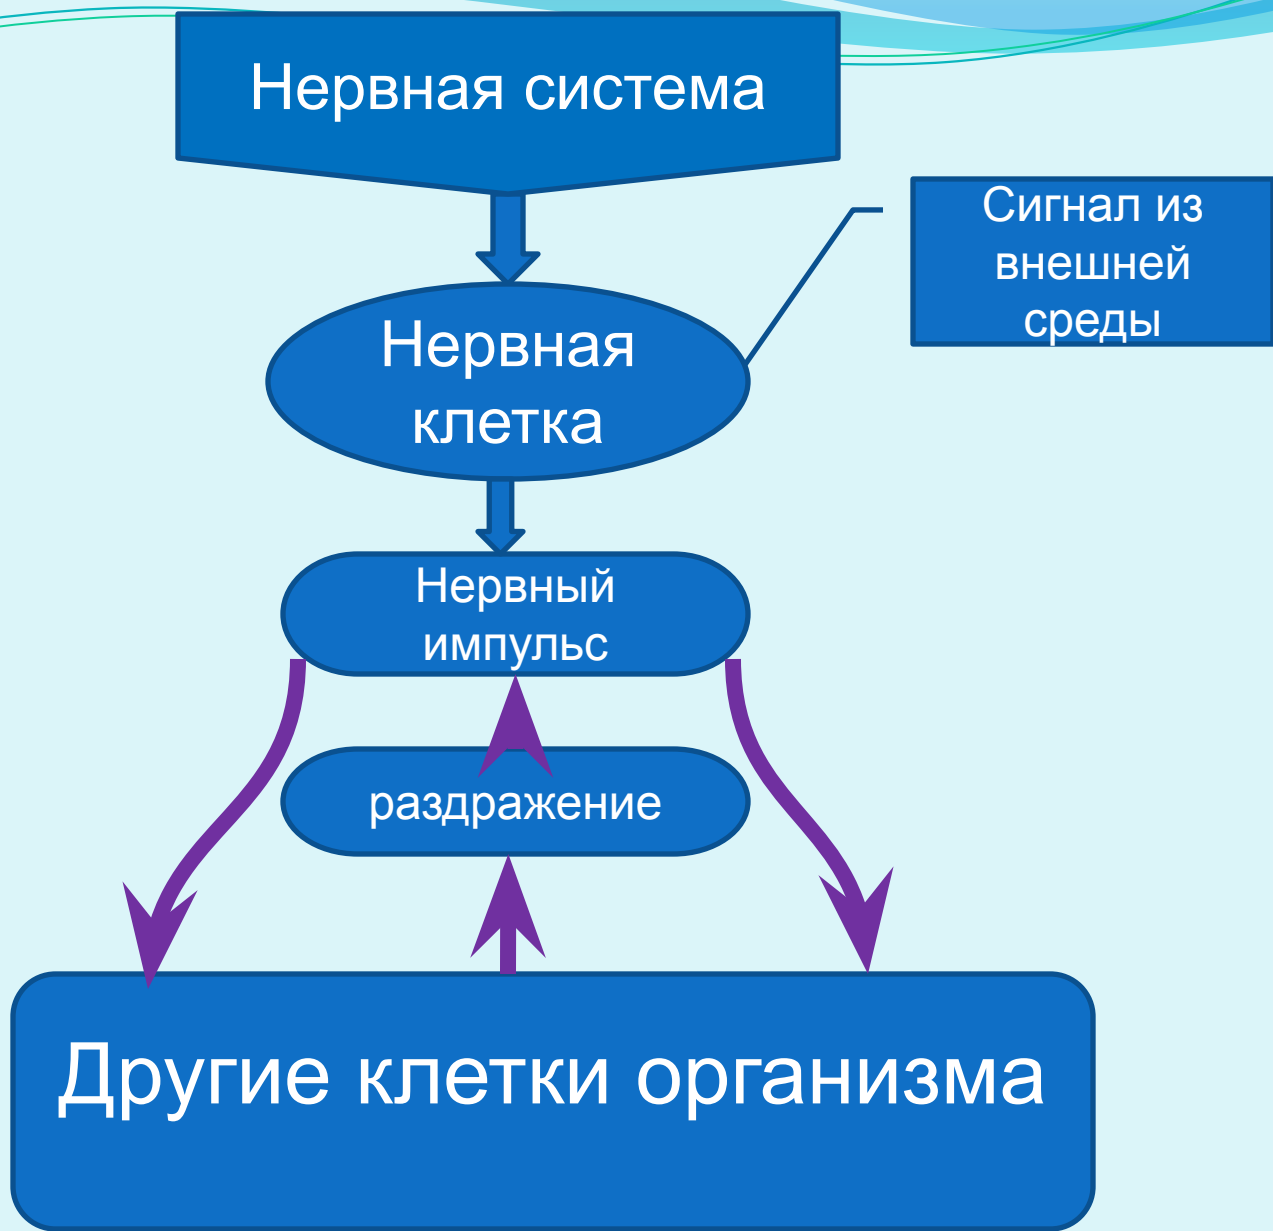 Нервная система
Сигнал из
внешней
среды
Нервная
клетка
Нервный
импульс
раздражение
Другие клетки организма